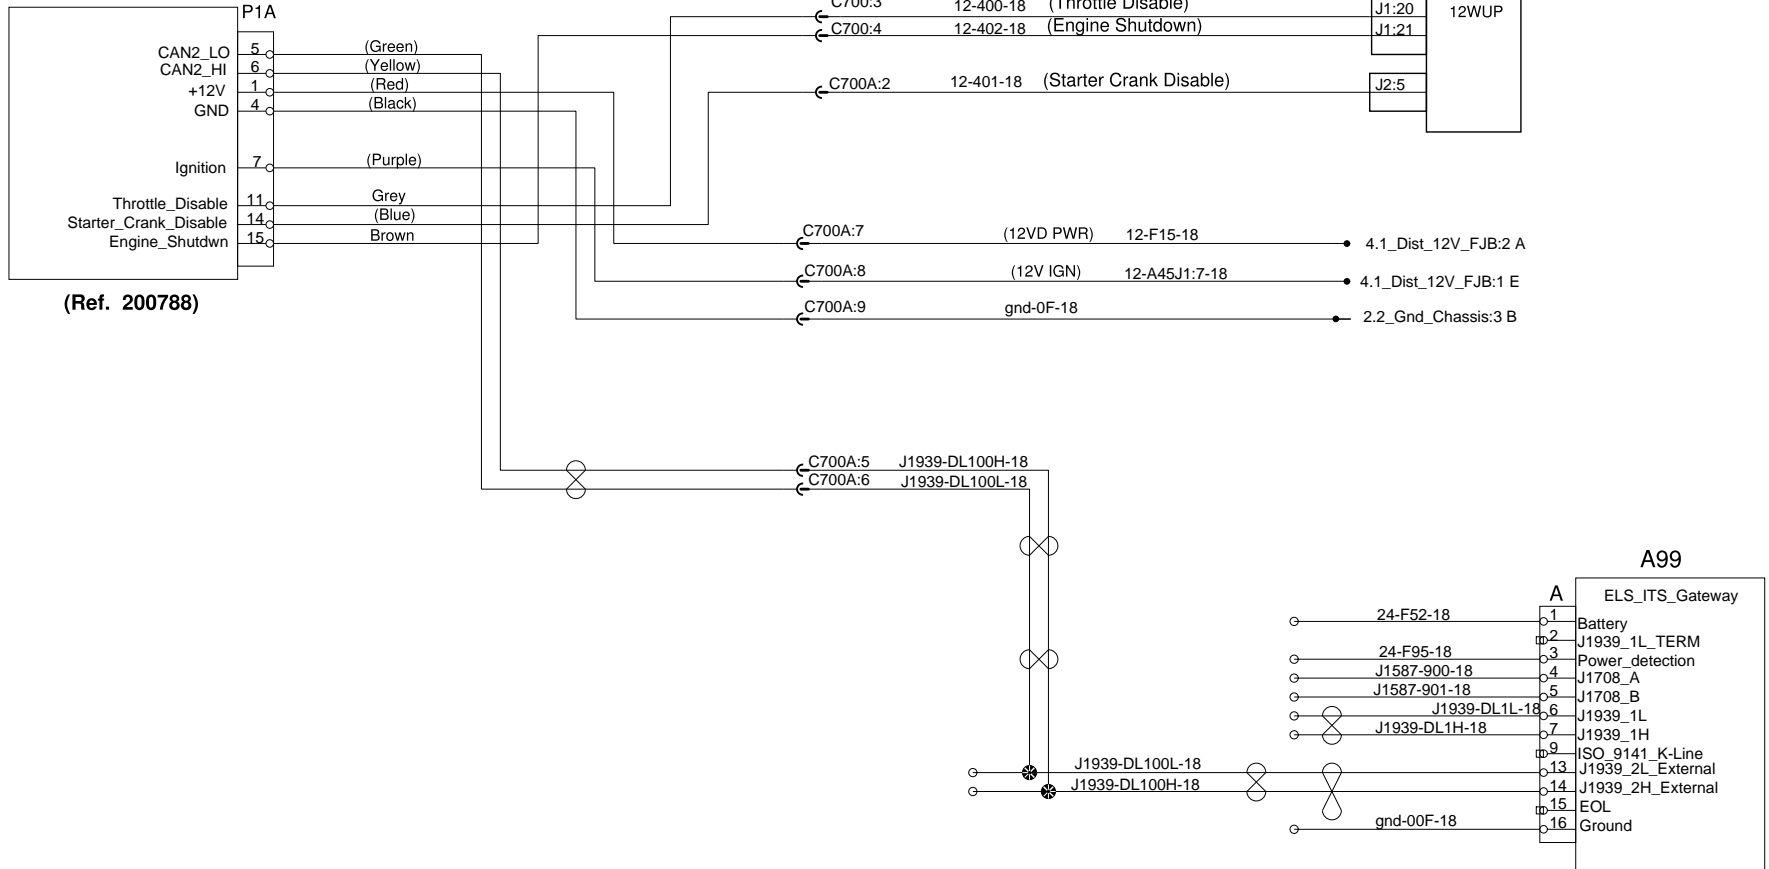 P1A
C700:3 12-400-18 (Throttle Disable) J1:20
12WUP
C700:4 12-402-18 (Engine Shutdown) J1:21
CAN2_LO 5 (Green)
CAN2_HI 6 (Yellow)
+12V 1 (Red)
C700A:2 12-401-18 (Starter Crank Disable) J2:5
GND 4 (Black)
Ignition 7 (Purple)
Throttle_Disable 11 Grey
Starter_Crank_Disable 14 (Blue)
Engine_Shutdwn 15 Brown
C700A:7 (12VD PWR) 12-F15-18 4.1_Dist_12V_FJB:2 A
C700A:8 (12V IGN) 12-A45J1:7-18 4.1_Dist_12V_FJB:1 E
(Ref. 200788)
C700A:9 gnd-0F-18 2.2_Gnd_Chassis:3 B
C700A:5 J1939-DL100H-18
C700A:6 J1939-DL100L-18
A99
A
ELS_ITS_Gateway
24-F52-18 1 Battery
2 J1939_1L_TERM
24-F95-18 3 Power_detection
J1587-900-18 4 J1708_A
J1587-901-18 5 J1708_B
J1939-DL1L-18 6 J1939_1L
J1939-DL1H-18 7 J1939_1H
9 ISO_9141_K-Line
J1939-DL100L-18 13 J1939_2L_External
J1939-DL100H-18 14 J1939_2H_External
15 EOL
gnd-00F-18 16 Ground